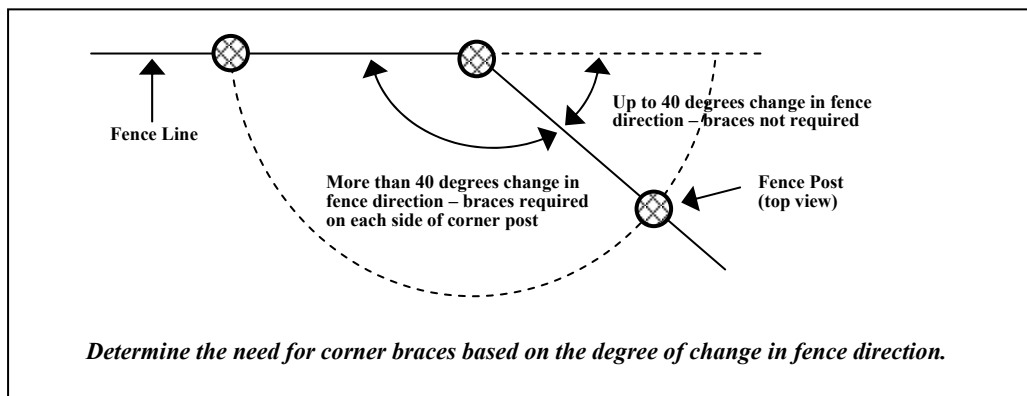 Fence Line
Up to 40 degrees change in fence
direction – braces not required
More than 40 degrees change in
fence direction – braces required
on each side of corner post
Fence Post
(top view)
Determine the need for corner braces based on the degree of change in fence direction.